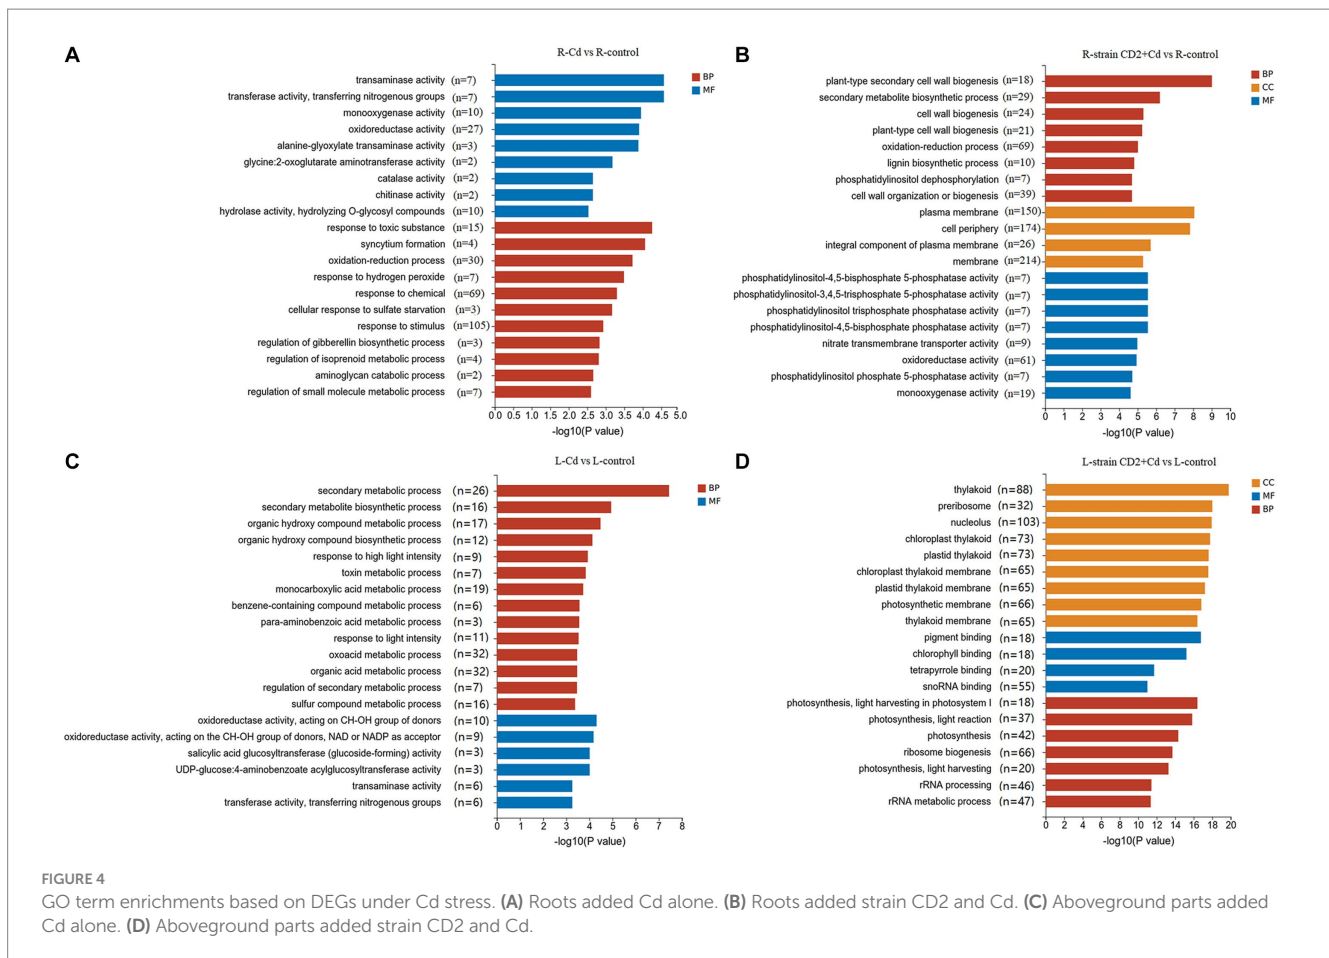 A
R-Cd vs R-control
transaminase activity (n=7)
transferase activity, transferring nitrogenous groups (n=7)
monooxygenase activity (n=10)
oxidoreductase activity (n=27)
alanine-glyoxylate transaminase activity (n=3)
glycine:2-oxoglutarate aminotransferase activity (n=2)
catalase activity (n=2)
chitinase activity (n=2)
hydrolase activity, hydrolyzing O-glycosyl compounds (n=10)
response to toxic substance (n=15)
syncytium formation (n=4)
oxidation-reduction process (n=30)
response to hydrogen peroxide (n=7)
response to chemical (n=69)
cellular response to sulfate starvation (n=3)
response to stimulus (n=105)
regulation of gibberellin biosynthetic process (n=3)
regulation of isoprenoid metabolic process (n=4)
aminoglycan catabolic process (n=2)
regulation of small molecule metabolic process (n=7)
0.0 0.5 1.0 1.5 2.0 2.5 3.0 3.5 4.0 4.5 5.0
-log10(P value)
BP
MF
B
R-strain CD2+Cd vs R-control
plant-type secondary cell wall biogenesis (n=18)
secondary metabolite biosynthetic process (n=29)
cell wall biogenesis (n=24)
plant-type cell wall biogenesis (n=21)
oxidation-reduction process (n=69)
lignin biosynthetic process (n=10)
phosphatidylinositol dephosphorylation (n=7)
cell wall organization or biogenesis (n=39)
plasma membrane (n=150)
cell periphery (n=174)
integral component of plasma membrane (n=26)
membrane (n=214)
phosphatidylinositol-4,5-bisphosphate 5-phosphatase activity (n=7)
phosphatidylinositol-3,4,5-trisphosphate 5-phosphatase activity (n=7)
phosphatidylinositol trisphosphate phosphatase activity (n=7)
phosphatidylinositol-4,5-bisphosphate phosphatase activity (n=7)
nitrate transmembrane transporter activity (n=9)
oxidoreductase activity (n=61)
phosphatidylinositol phosphate 5-phosphatase activity (n=7)
monooxygenase activity (n=19)
0 1 2 3 4 5 6 7 8 9 10
-log10(P value)
BP
CC
MF
C
L-Cd vs L-control
secondary metabolic process (n=26)
secondary metabolite biosynthetic process (n=16)
organic hydroxy compound metabolic process (n=17)
organic hydroxy compound biosynthetic process (n=12)
response to high light intensity (n=9)
toxin metabolic process (n=7)
monocarboxylic acid metabolic process (n=19)
benzene-containing compound metabolic process (n=6)
para-aminobenzoic acid metabolic process (n=3)
response to light intensity (n=11)
oxoacid metabolic process (n=32)
organic acid metabolic process (n=32)
regulation of secondary metabolic process (n=7)
sulfur compound metabolic process (n=16)
oxidoreductase activity, acting on CH-OH group of donors (n=10)
oxidoreductase activity, acting on the CH-OH group of donors, NAD or NADP as acceptor (n=9)
salicylic acid glucosyltransferase (glucoside-forming) activity (n=3)
UDP-glucose:4-aminobenzoate acylglucosyltransferase activity (n=3)
transaminase activity (n=6)
transferase activity, transferring nitrogenous groups (n=6)
0 1 2 3 4 5 6 7 8
-log10(P value)
BP
MF
D
L-strain CD2+Cd vs L-control
thylakoid (n=88)
preribosome (n=32)
nucleolus (n=103)
chloroplast thylakoid (n=73)
plastid thylakoid (n=73)
chloroplast thylakoid membrane (n=65)
plastid thylakoid membrane (n=65)
photosynthetic membrane (n=66)
thylakoid membrane (n=65)
pigment binding (n=18)
chlorophyll binding (n=18)
tetrapyrrole binding (n=20)
snoRNA binding (n=55)
photosynthesis, light harvesting in photosystem I (n=18)
photosynthesis, light reaction (n=37)
photosynthesis (n=42)
ribosome biogenesis (n=66)
photosynthesis, light harvesting (n=20)
rRNA processing (n=46)
rRNA metabolic process (n=47)
0 2 4 6 8 10 12 14 16 18 20
-log10(P value)
CC
MF
BP
FIGURE 4
GO term enrichments based on DEGs under Cd stress. (A) Roots added Cd alone. (B) Roots added strain CD2 and Cd. (C) Aboveground parts added
Cd alone. (D) Aboveground parts added strain CD2 and Cd.